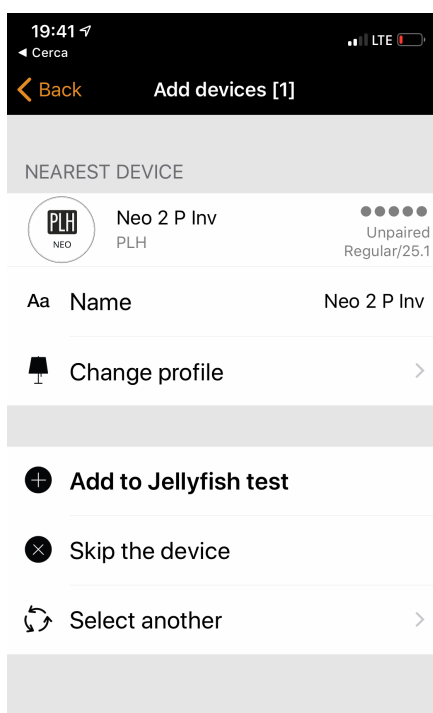 19:41
LTE
◀ Cerca
Back
Add devices [1]
NEAREST DEVICE
PLH
NEO
Neo 2 P Inv
PLH
Unpaired
Regular/25.1
Aa Name Neo 2 P Inv
Change profile
Add to Jellyfish test
Skip the device
Select another